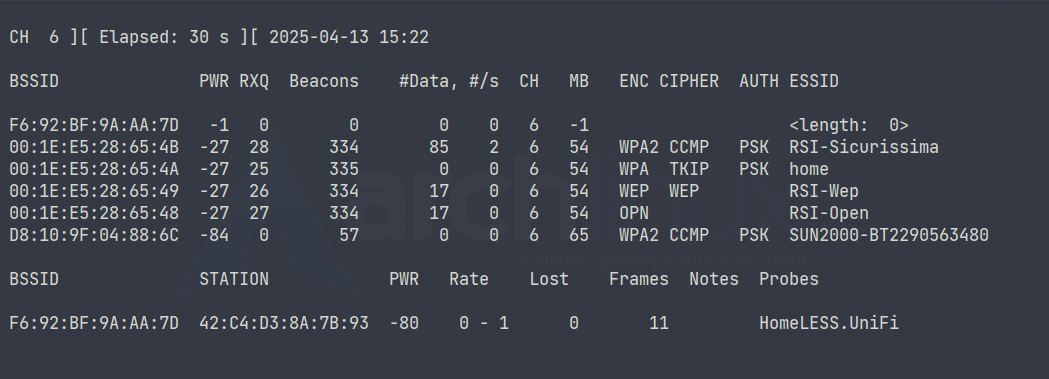 CH  6 ][ Elapsed: 30 s ][ 2025-04-13 15:22
BSSID              PWR RXQ  Beacons    #Data, #/s  CH   MB   ENC CIPHER  AUTH ESSID
F6:92:BF:9A:AA:7D   -1   0        0        0    0   6   -1                    <length:  0>
00:1E:E5:28:65:4B  -27  28      334       85    2   6   54   WPA2 CCMP   PSK  RSI-Sicurissima
00:1E:E5:28:65:4A  -27  25      335        0    0   6   54   WPA  TKIP   PSK  home
00:1E:E5:28:65:49  -27  26      334       17    0   6   54   WEP  WEP         RSI-Wep
00:1E:E5:28:65:48  -27  27      334       17    0   6   54   OPN              RSI-Open
D8:10:9F:04:88:6C  -84   0       57        0    0   6   65   WPA2 CCMP   PSK  SUN2000-BT2290563480
BSSID              STATION            PWR   Rate    Lost    Frames  Notes  Probes
F6:92:BF:9A:AA:7D  42:C4:D3:8A:7B:93  -80    0 - 1      0       11         HomeLESS.UniFi
archlinux
A simple, lightweight linux distribution.